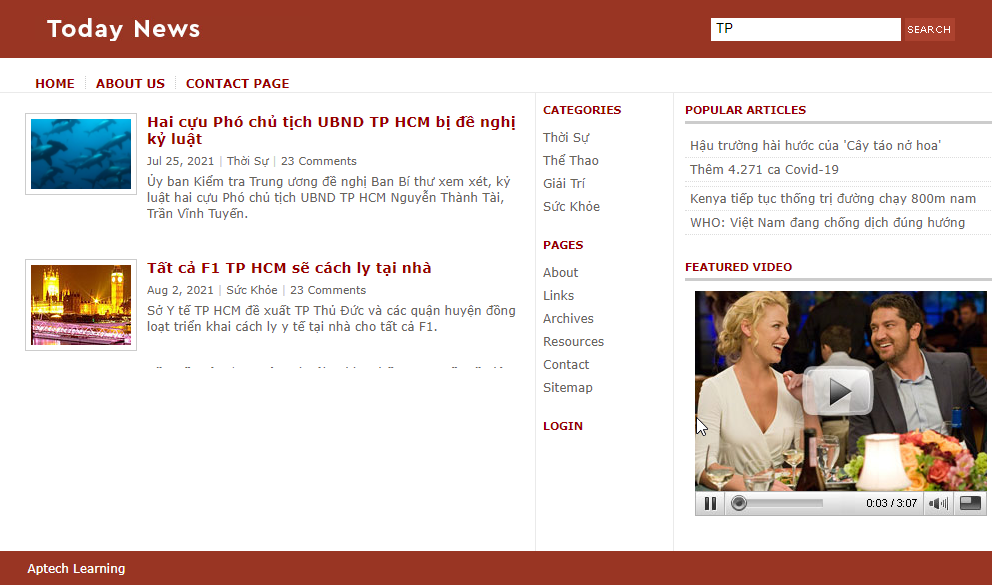 Today News
TP
SEARCH
HOME
ABOUT US
CONTACT PAGE
Hai cựu Phó chủ tịch UBND TP HCM bị đề nghị
kỷ luật
Jul 25, 2021 | Thời Sự | 23 Comments
Ủy ban Kiểm tra Trung ương đề nghị Ban Bí thư xem xét, kỷ
luật hai cựu Phó chủ tịch UBND TP HCM Nguyễn Thành Tài,
Trần Vĩnh Tuyến.
Tất cả F1 TP HCM sẽ cách ly tại nhà
Aug 2, 2021 | Sức Khỏe | 23 Comments
Sở Y tế TP HCM đề xuất TP Thủ Đức và các quận huyện đồng
loạt triển khai cách ly y tế tại nhà cho tất cả F1.
CATEGORIES
Thời Sự
Thể Thao
Giải Trí
Sức Khỏe
PAGES
About
Links
Archives
Resources
Contact
Sitemap
LOGIN
POPULAR ARTICLES
Hậu trường hài hước của 'Cây táo nở hoa'
Thêm 4.271 ca Covid-19
Kenya tiếp tục thống trị đường chạy 800m nam
WHO: Việt Nam đang chống dịch đúng hướng
FEATURED VIDEO
0:03 / 3:07
Aptech Learning